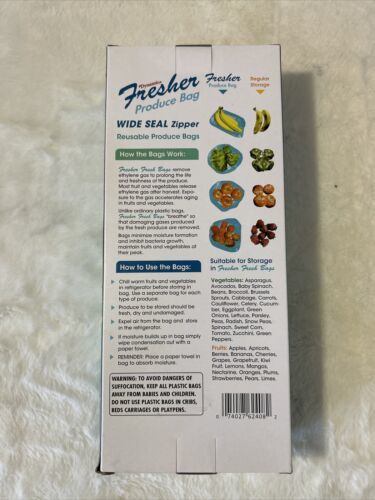 Dynamics
Fresher
Produce Bag
Fresher
Produce Bag
Regular
Storage
WIDE SEAL Zipper
Reusable Produce Bags
How the Bags Work:
Fresher Fresh Bags remove
ethylene gas to prolong the life
and freshness of the produce.
Most fruit and vegetables release
ethylene gas after harvest. Expo-
sure to the gas accelerates aging
in fruits and vegetables.
Unlike ordinary plastic bags,
Fresher Fresh Bags "breathe" so
that damaging gases produced
by the fresh produce are removed.
Bags minimize moisture formation
and inhibit bacteria growth,
maintain fruits and vegetables at
their peak.
How to Use the Bags:
Chill warm fruits and vegetables
in refrigerator before storing in
bag. Use a separate bag for each
type of produce.
Produce to be stored should be
fresh, dry and undamaged.
Expel air from the bag and store
in the refrigerator.
If moisture builds up in bag simply
wipe condensation out with a
paper towel.
REMINDER: Place a paper towel in
bag to absorb moisture.
WARNING: TO AVOID DANGERS OF
SUFFOCATION, KEEP ALL PLASTIC BAGS
AWAY FROM BABIES AND CHILDREN.
DO NOT USE PLASTIC BAGS IN CRIBS,
BEDS CARRIAGES OR PLAYPENS.
Suitable for Storage
in Fresher Fresh Bags
Vegetables: Asparagus,
Avocados, Baby Spinach,
Beans, Broccoli, Brussels
Sprouts, Cabbage, Carrots,
Cauliflower, Celery, Cucum-
ber, Eggplant, Green
Onions, Lettuce, Parsley,
Peas, Radish, Snow Peas,
Spinach, Sweet Corn,
Tomato, Zucchini, Green
Peppers.
Fruits: Apples, Apricots,
Berries, Bananas, Cherries,
Grapes, Grapefruit, Kiwi
Fruit, Lemons, Mangos,
Nectarine, Oranges, Plums,
Strawberries, Pears, Limes.
0 74027 62408 2